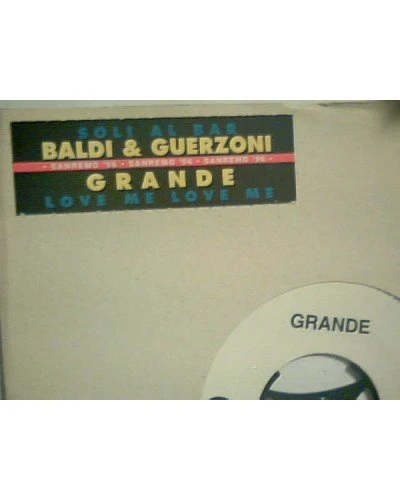 SOLI AL BAR
BALDI & GUERZONI
• SANREMO '96 • SANREMO '96 • SANREMO '96 •
GRANDE
LOVE ME LOVE ME
GRANDE